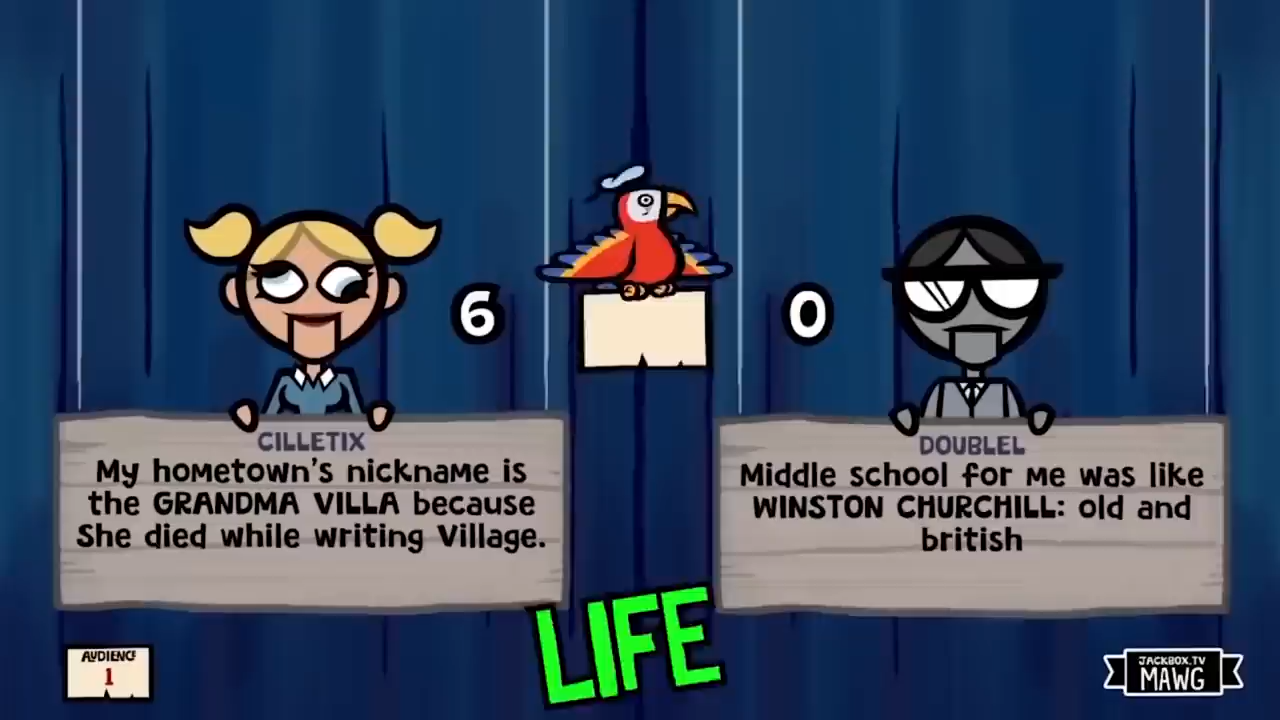 6
0
CILLETIX
My hometown's nickname is
the GRANDMA VILLA because
She died while writing Village.
DOUBLEL
Middle school for me was like
WINSTON CHURCHILL: old and
british
LIFE
AUDIENCE
1
JACKBOX.TV
MAWG